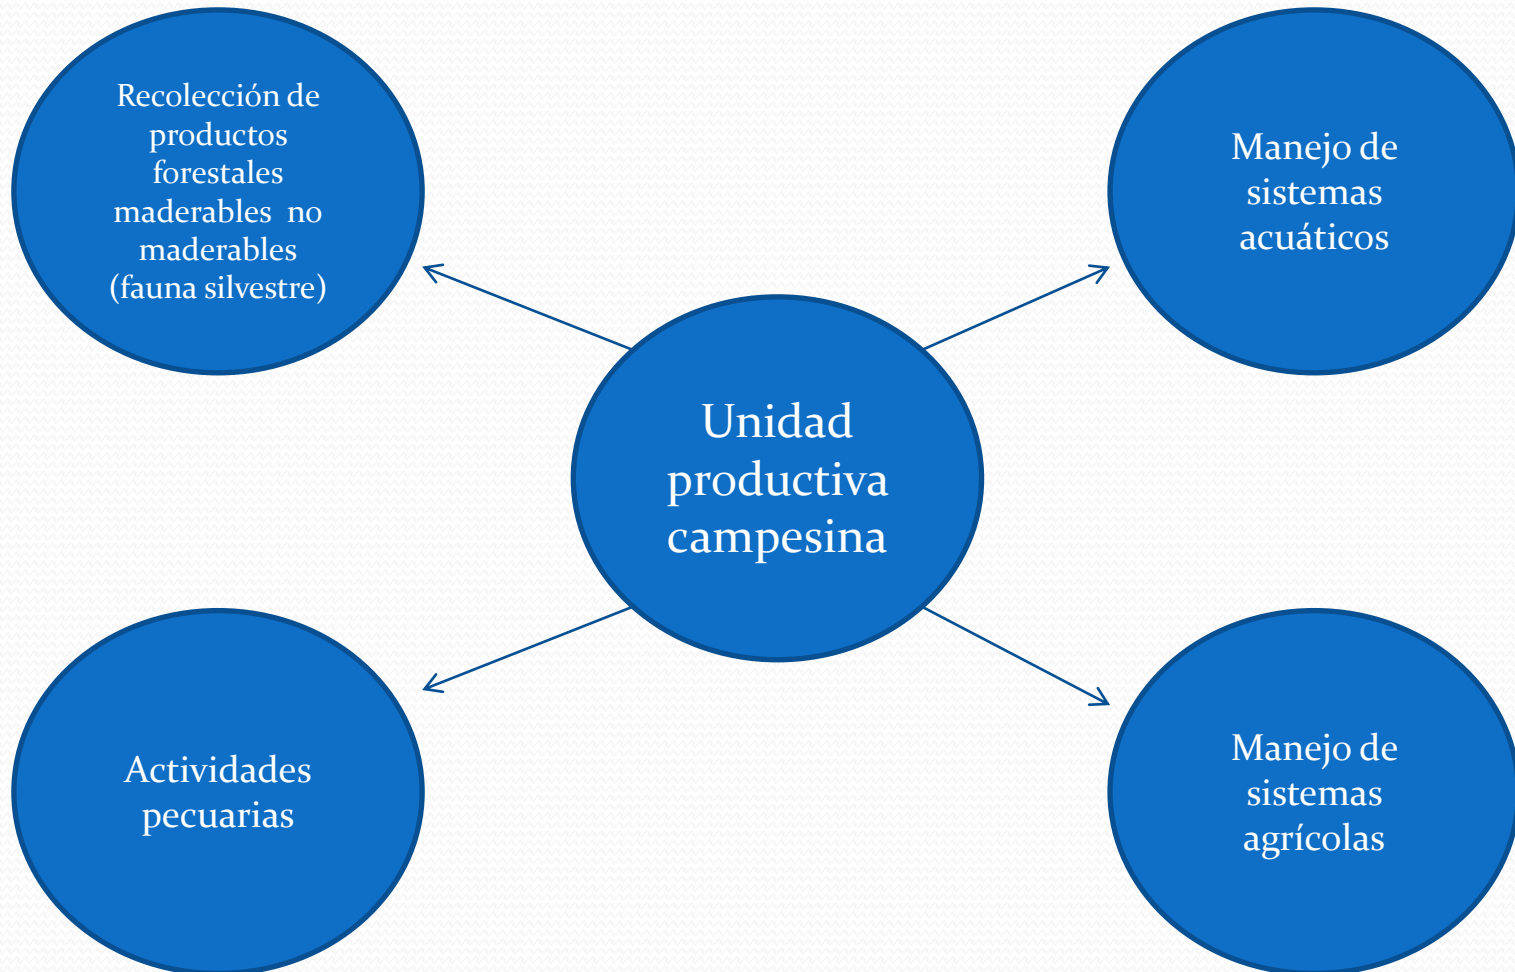 Recolección de
productos
forestales
maderables  no
maderables
(fauna silvestre)
Manejo de
sistemas
acuáticos
Unidad
productiva
campesina
Actividades
pecuarias
Manejo de
sistemas
agrícolas